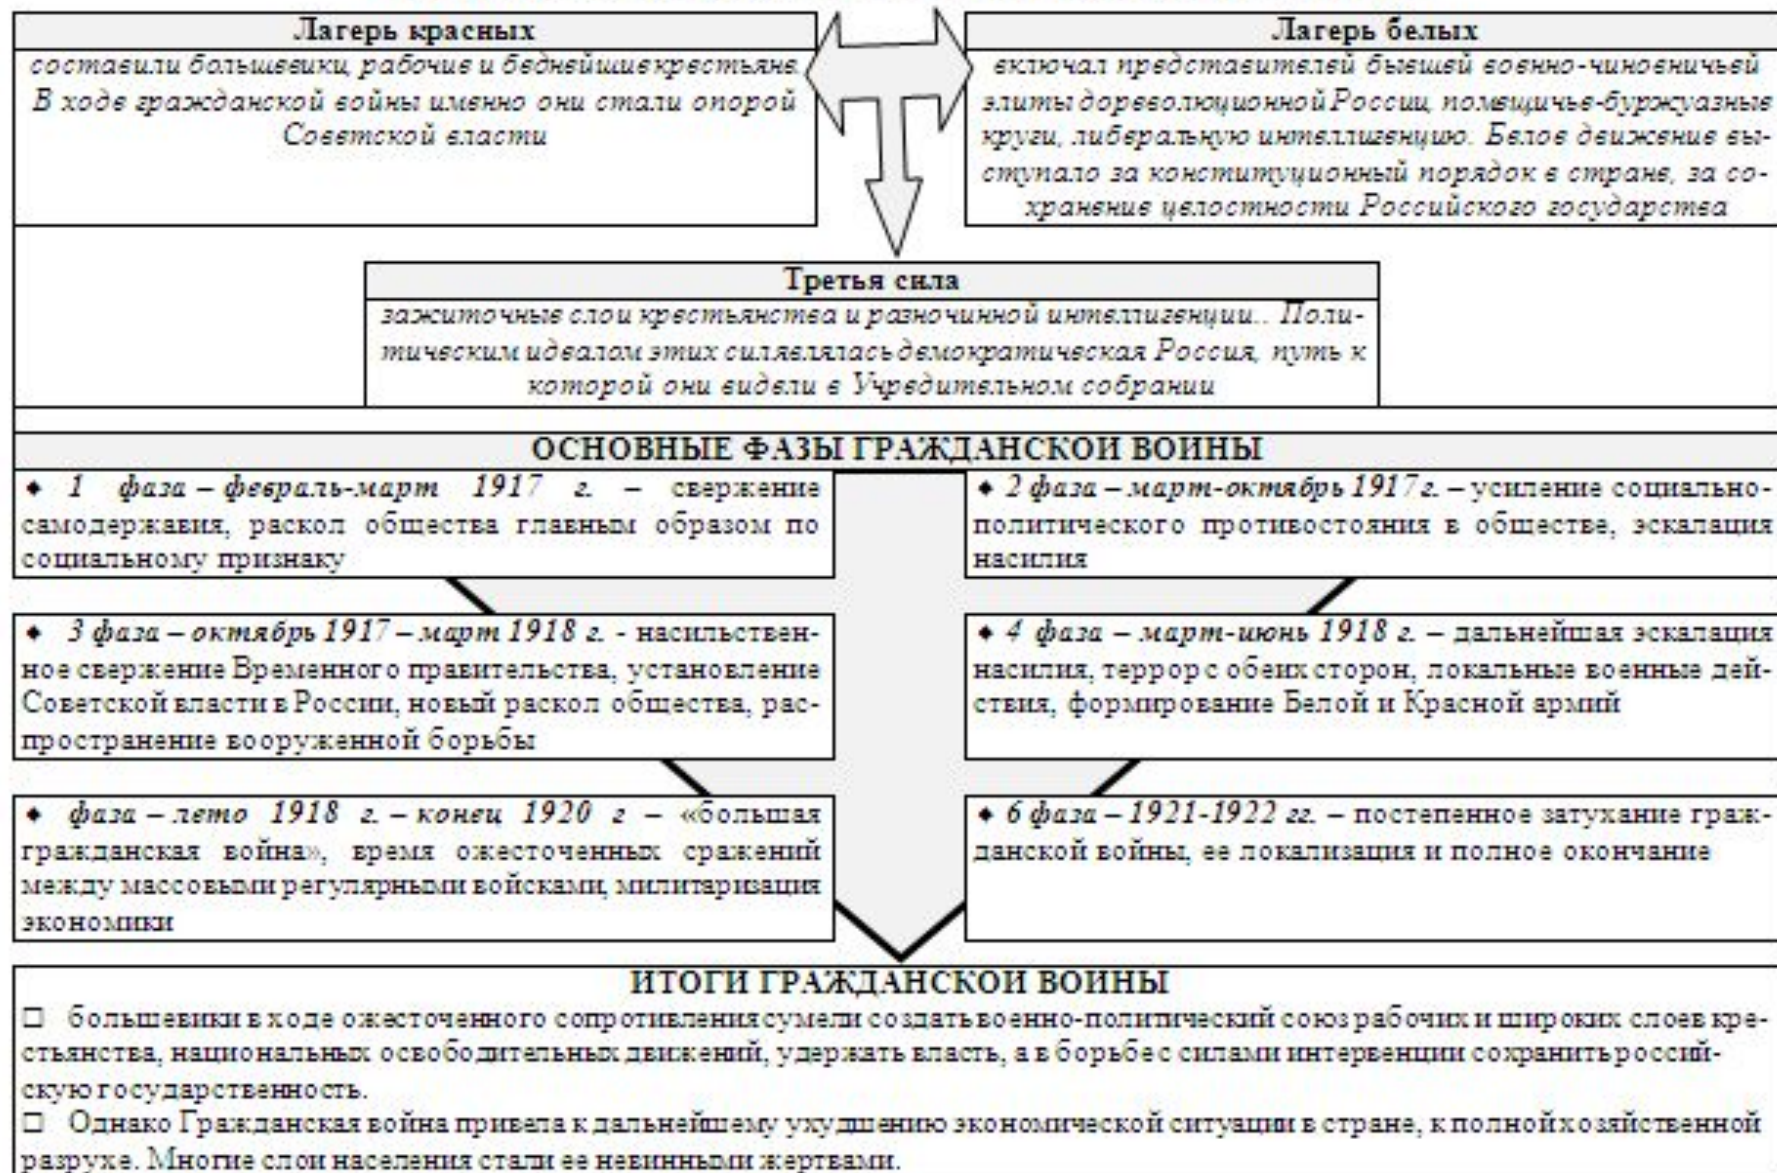 Лагерь красных
составили большевики, рабочие и беднейшие крестьяне.
В ходе гражданской войны именно они стали опорой
Советской власти
Лагерь белых
включал представителей бывшей военно-чиновничьей
элиты дореволюционной России, помещичье-буржуазные
круги, либеральную интеллигенцию. Белое движение вы-
ступало за конституционный порядок в стране, за со-
хранение целостности Российского государства
Третья сила
зажиточные слои крестьянства и разночинной интеллигенции.. Поли-
тическим идеалом этих сил являлась демократическая Россия, путь к
которой они видели в Учредительном собрании
ОСНОВНЫЕ ФАЗЫ ГРАЖДАНСКОЙ ВОЙНЫ
♦ 1 фаза – февраль-март 1917 г. – свержение
самодержавия, раскол общества главным образом по
социальному признаку
♦ 2 фаза – март-октябрь 1917 г. – усиление социально-
политического противостояния в обществе, эскалация
насилия
♦ 3 фаза – октябрь 1917 – март 1918 г. - насильствен-
ное свержение Временного правительства, установление
Советской власти в России, новый раскол общества, рас-
пространение вооруженной борьбы
♦ 4 фаза – март-июнь 1918 г. – дальнейшая эскалация
насилия, террор с обеих сторон, локальные военные дей-
ствия, формирование Белой и Красной армий
♦ фаза – лето 1918 г. – конец 1920 г – «большая
гражданская война», время ожесточенных сражений
между массовыми регулярными войсками, милитаризация
экономики
♦ 6 фаза – 1921-1922 гг. – постепенное затухание граж-
данской войны, ее локализация и полное окончание
ИТОГИ ГРАЖДАНСКОЙ ВОЙНЫ
□ большевики в ходе ожесточенного сопротивления сумели создать военно-политический союз рабочих и широких слоев кре-
стьянства, национальных освободительных движений, удержать власть, а в борьбе с силами интервенции сохранить россий-
скую государственность.
□ Однако Гражданская война привела к дальнейшему ухудшению экономической ситуации в стране, к полной хозяйственной
разрухе. Многие слои населения стали ее невинными жертвами.